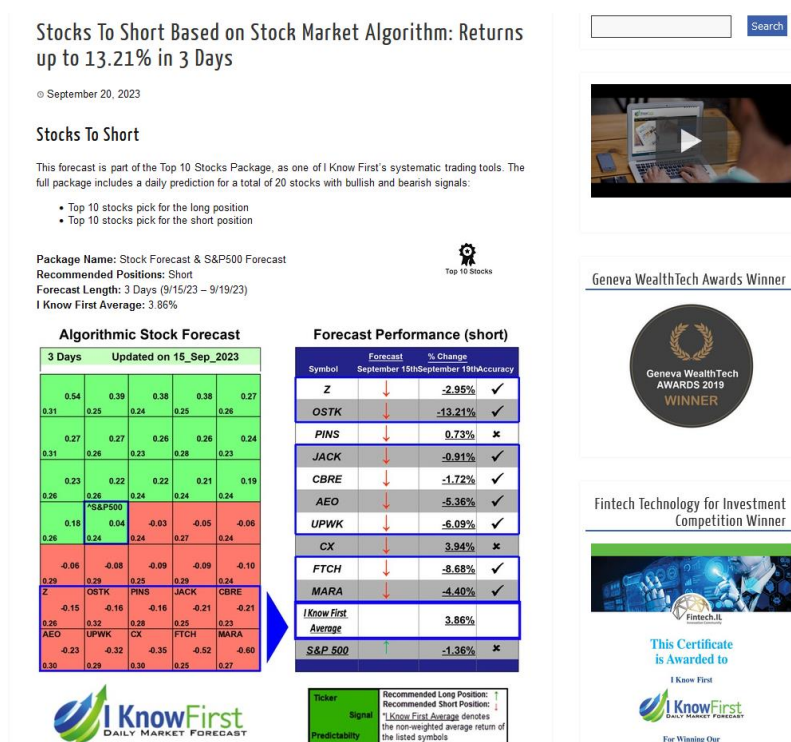 Stocks To Short Based on Stock Market Algorithm: Returns
up to 13.21% in 3 Days
September 20, 2023
Stocks To Short
This forecast is part of the Top 10 Stocks Package, as one of I Know First's systematic trading tools. The
full package includes a daily prediction for a total of 20 stocks with bullish and bearish signals:
• Top 10 stocks pick for the long position
• Top 10 stocks pick for the short position
Package Name: Stock Forecast & S&P500 Forecast
Recommended Positions: Short
Forecast Length: 3 Days (9/15/23 – 9/19/23)
I Know First Average: 3.86%
Top 10 Stocks
Algorithmic Stock Forecast
3 Days Updated on 15_Sep_2023
0.54 0.39 0.38 0.38 0.27
0.31 0.25 0.24 0.25 0.26
0.27 0.27 0.26 0.26 0.24
0.31 0.26 0.23 0.28 0.23
0.23 0.22 0.22 0.21 0.19
0.26 0.26 0.24 0.24 0.24
^S&P500
0.18 0.04 -0.03 -0.05 -0.06
0.26 0.24 0.24 0.27 0.24
-0.06 -0.08 -0.09 -0.09 -0.10
0.29 0.29 0.25 0.29 0.24
Z OSTK PINS JACK CBRE
-0.15 -0.16 -0.16 -0.21 -0.21
0.26 0.32 0.28 0.25 0.23
AEO UPWK CX FTCH MARA
-0.23 -0.32 -0.35 -0.52 -0.60
0.30 0.29 0.30 0.25 0.27
I KnowFirst
DAILY MARKET FORECAST
Forecast Performance (short)
Forecast % Change
Symbol September 15th September 19th Accuracy
Z ↓ -2.95% ✓
OSTK ↓ -13.21% ✓
PINS ↓ 0.73% ×
JACK ↓ -0.91% ✓
CBRE ↓ -1.72% ✓
AEO ↓ -5.36% ✓
UPWK ↓ -6.09% ✓
CX ↓ 3.94% ×
FTCH ↓ -8.68% ✓
MARA ↓ -4.40% ✓
I Know First
Average 3.86%
S&P 500 ↑ -1.36% ×
Ticker
Signal
Predictabilty
Recommended Long Position: ↑
Recommended Short Position: ↓
*I Know First Average denotes
the non-weighted average return of
the listed symbols
Search
Geneva WealthTech Awards Winner
Geneva WealthTech
AWARDS 2019
WINNER
Fintech Technology for Investment
Competition Winner
Fintech.IL
This Certificate
is Awarded to
I Know First
I KnowFirst
DAILY MARKET FORECAST
For Winning Our